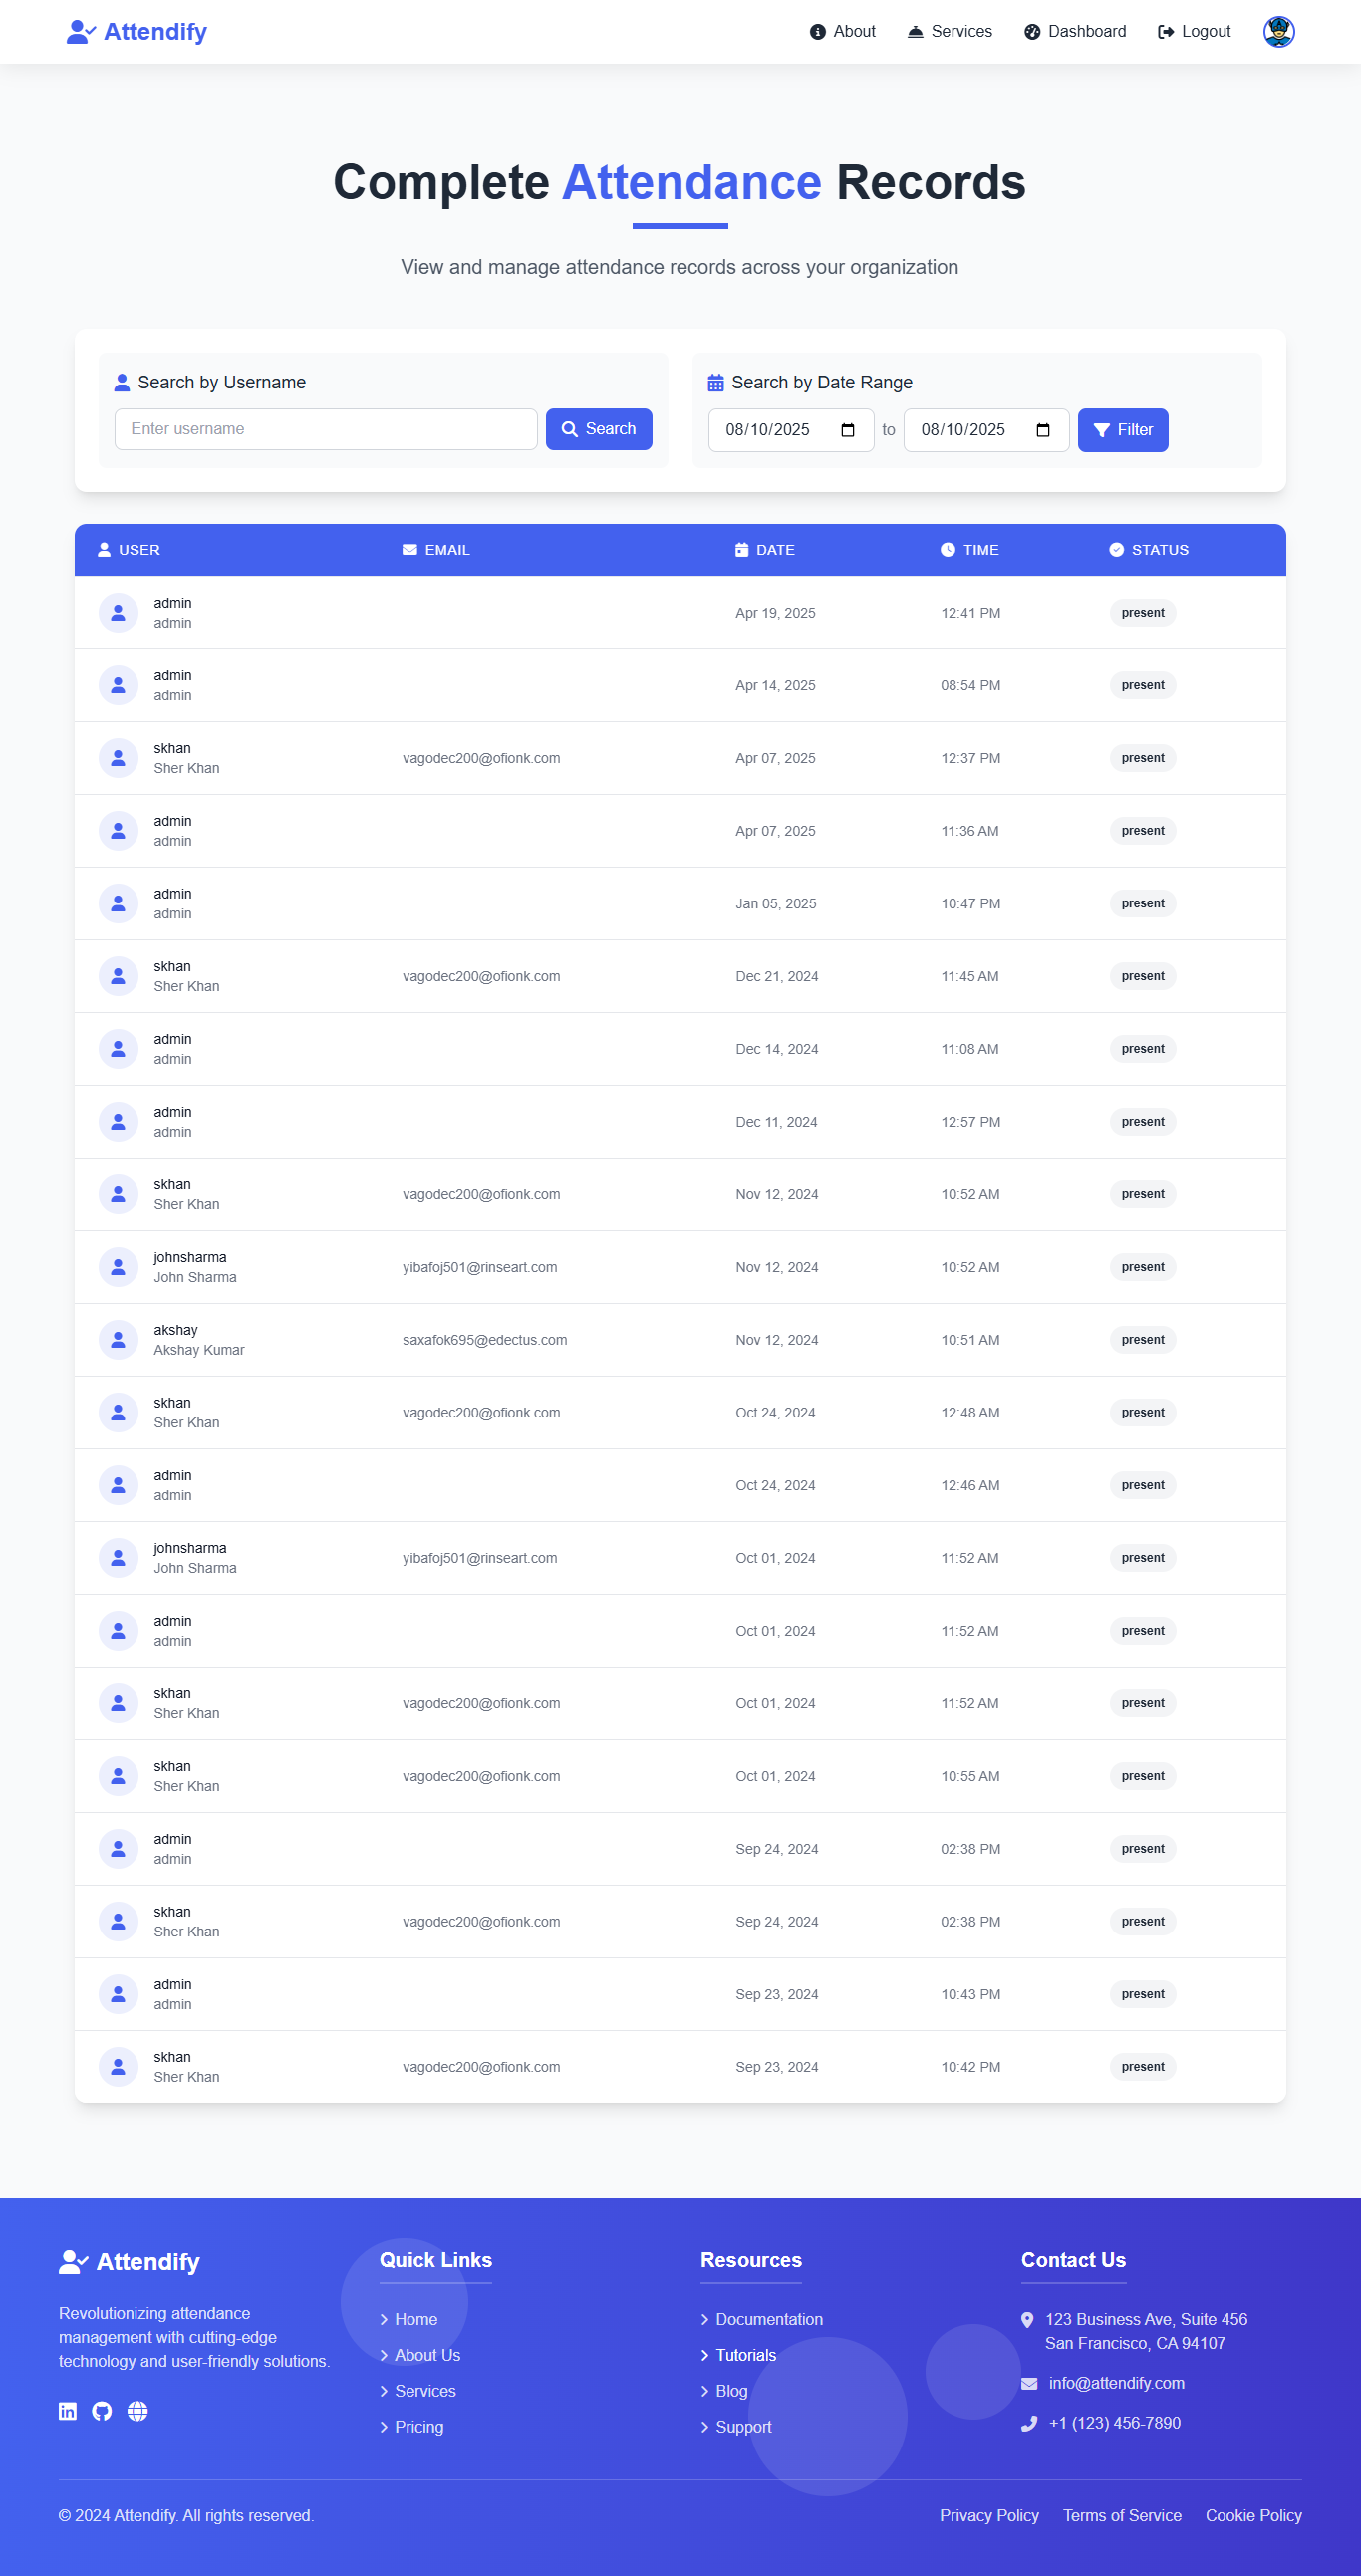 Attendify
About Services Dashboard Logout
Complete Attendance Records
View and manage attendance records across your organization
Search by Username
Enter username Search
Search by Date Range
08/10/2025 to 08/10/2025 Filter
USER EMAIL DATE TIME STATUS
admin
admin
Apr 19, 2025 12:41 PM present
admin
admin
Apr 14, 2025 08:54 PM present
skhan
Sher Khan
vagodec200@ofionk.com Apr 07, 2025 12:37 PM present
admin
admin
Apr 07, 2025 11:36 AM present
admin
admin
Jan 05, 2025 10:47 PM present
skhan
Sher Khan
vagodec200@ofionk.com Dec 21, 2024 11:45 AM present
admin
admin
Dec 14, 2024 11:08 AM present
admin
admin
Dec 11, 2024 12:57 PM present
skhan
Sher Khan
vagodec200@ofionk.com Nov 12, 2024 10:52 AM present
johnsharma
John Sharma
yibafoj501@rinseart.com Nov 12, 2024 10:52 AM present
akshay
Akshay Kumar
saxafok695@edectus.com Nov 12, 2024 10:51 AM present
skhan
Sher Khan
vagodec200@ofionk.com Oct 24, 2024 12:48 AM present
admin
admin
Oct 24, 2024 12:46 AM present
johnsharma
John Sharma
yibafoj501@rinseart.com Oct 01, 2024 11:52 AM present
admin
admin
Oct 01, 2024 11:52 AM present
skhan
Sher Khan
vagodec200@ofionk.com Oct 01, 2024 11:52 AM present
skhan
Sher Khan
vagodec200@ofionk.com Oct 01, 2024 10:55 AM present
admin
admin
Sep 24, 2024 02:38 PM present
skhan
Sher Khan
vagodec200@ofionk.com Sep 24, 2024 02:38 PM present
admin
admin
Sep 23, 2024 10:43 PM present
skhan
Sher Khan
vagodec200@ofionk.com Sep 23, 2024 10:42 PM present
Attendify
Revolutionizing attendance
management with cutting-edge
technology and user-friendly solutions.
Quick Links
Home
About Us
Services
Pricing
Resources
Documentation
Tutorials
Blog
Support
Contact Us
123 Business Ave, Suite 456
San Francisco, CA 94107
info@attendify.com
+1 (123) 456-7890
© 2024 Attendify. All rights reserved.
Privacy Policy Terms of Service Cookie Policy